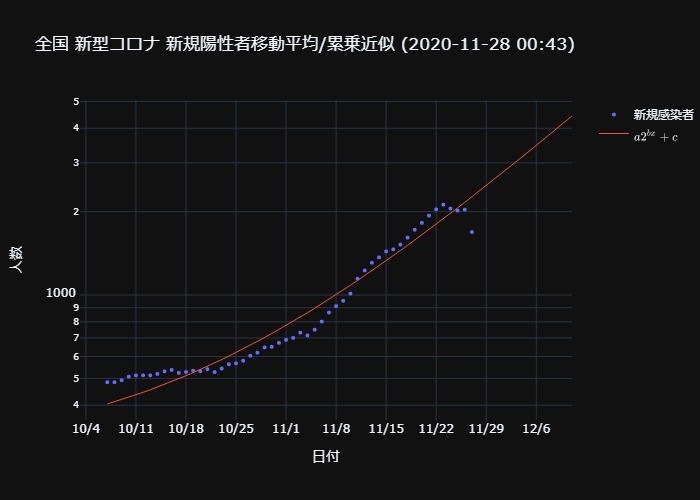 全国 新型コロナ 新規陽性者移動平均/累乗近似 (2020-11-28 00:43)
新規感染者
a2^{bx} + c
人数
5
4
3
2
1000
9
8
7
6
5
4
10/4 10/11 10/18 10/25 11/1 11/8 11/15 11/22 11/29 12/6
日付